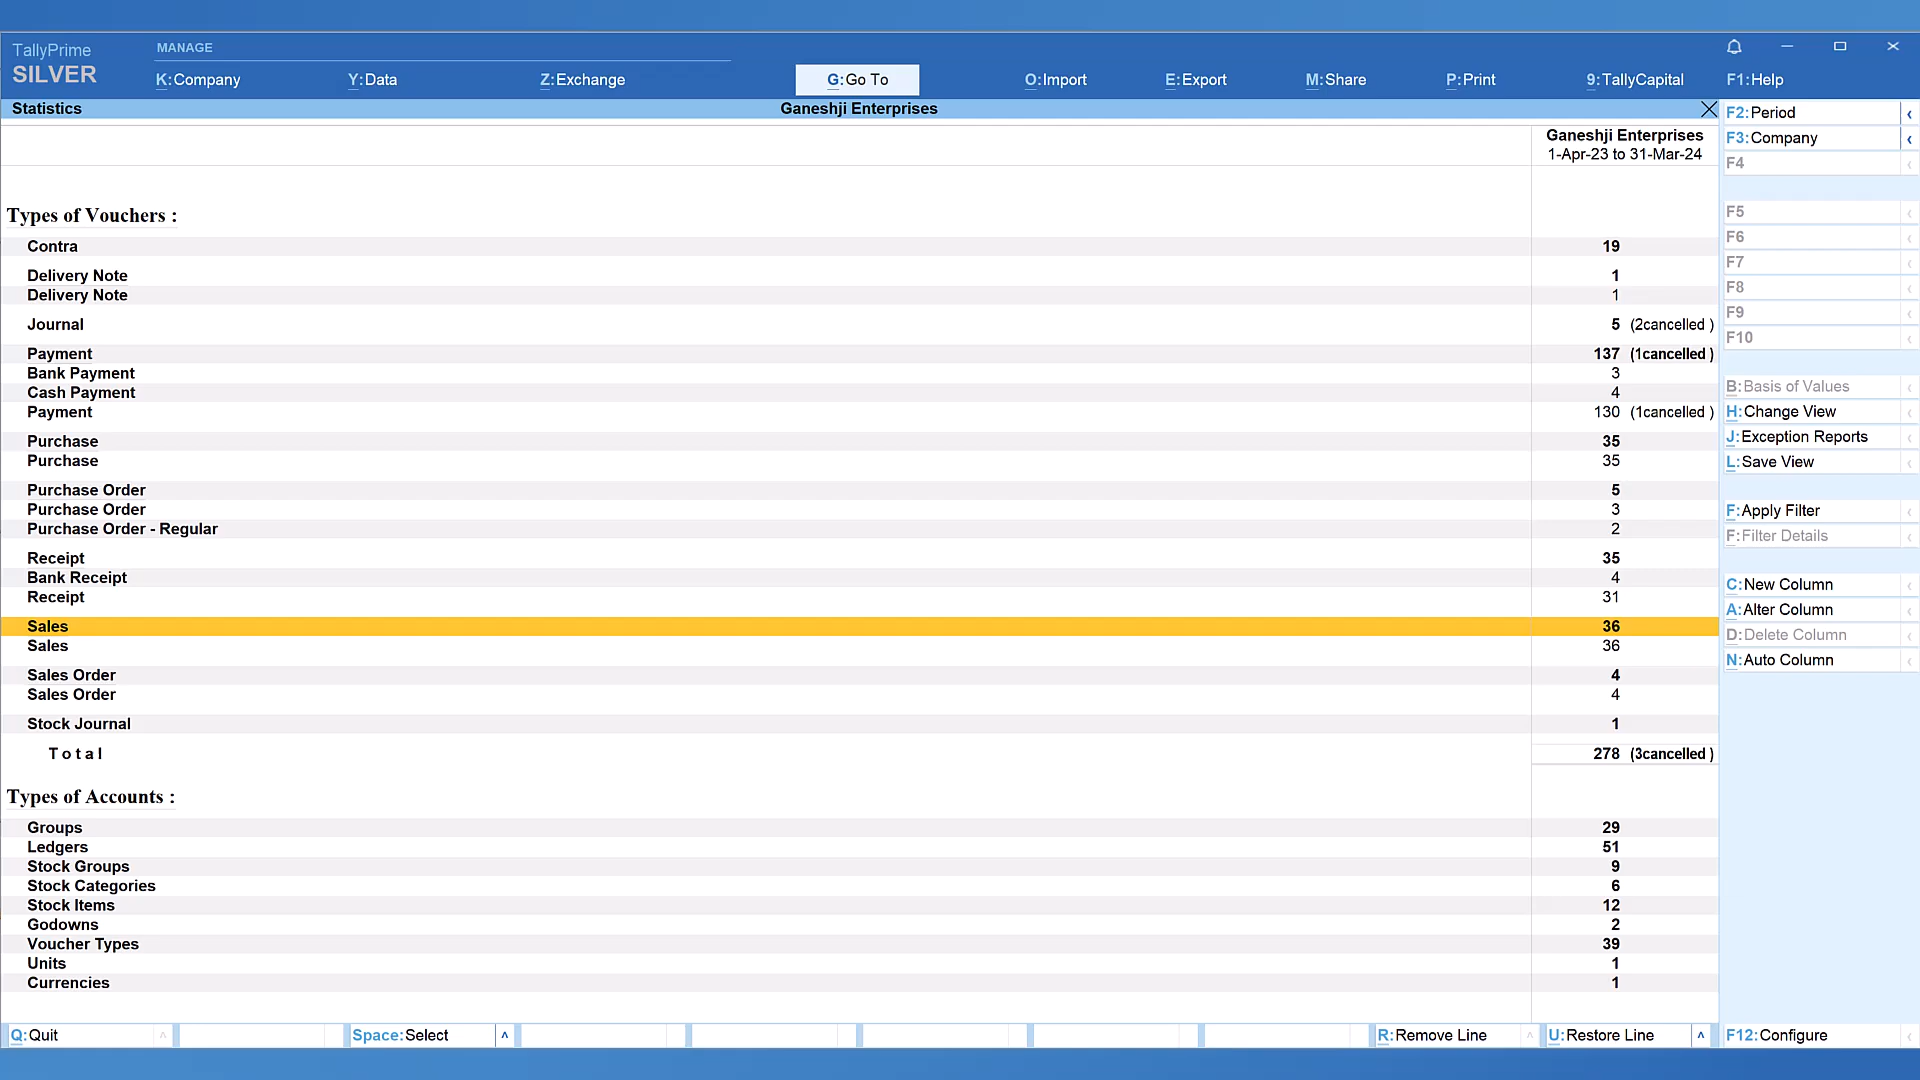 TallyPrime
SILVER
MANAGE
K:Company Y:Data Z:Exchange G:Go To O:Import E:Export M:Share P:Print 9:TallyCapital F1:Help
Statistics Ganeshji Enterprises
Ganeshji Enterprises
1-Apr-23 to 31-Mar-24
Types of Vouchers :
Contra 19
Delivery Note 1
Delivery Note 1
Journal 5 (2cancelled )
Payment 137 (1cancelled )
Bank Payment 3
Cash Payment 4
Payment 130 (1cancelled )
Purchase 35
Purchase 35
Purchase Order 5
Purchase Order 3
Purchase Order - Regular 2
Receipt 35
Bank Receipt 4
Receipt 31
Sales 36
Sales 36
Sales Order 4
Sales Order 4
Stock Journal 1
Total 278 (3cancelled )
Types of Accounts :
Groups 29
Ledgers 51
Stock Groups 9
Stock Categories 6
Stock Items 12
Godowns 2
Voucher Types 39
Units 1
Currencies 1
F2:Period
F3:Company
F4
F5
F6
F7
F8
F9
F10
B:Basis of Values
H:Change View
J:Exception Reports
L:Save View
F:Apply Filter
F:Filter Details
C:New Column
A:Alter Column
D:Delete Column
N:Auto Column
Q:Quit Space:Select R:Remove Line U:Restore Line F12:Configure